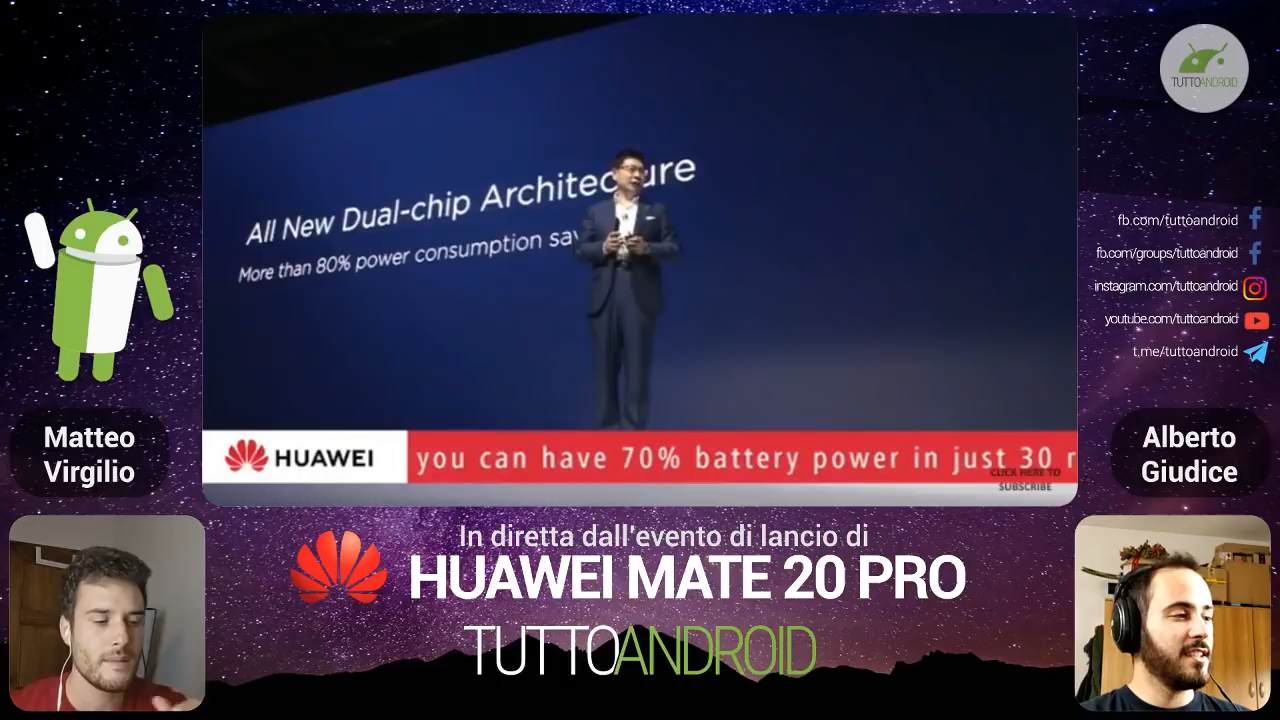 TUTTOANDROID
All New Dual-chip Architecture
More than 80% power consumption sav
fb.com/tuttoandroid
fb.com/groups/tuttoandroid
instagram.com/tuttoandroid
youtube.com/tuttoandroid
t.me/tuttoandroid
Matteo
Virgilio
Alberto
Giudice
HUAWEI
you can have 70% battery power in just 30
CLICK HERE TO
SUBSCRIBE
In diretta dall'evento di lancio di
HUAWEI MATE 20 PRO
TUTTOANDROID